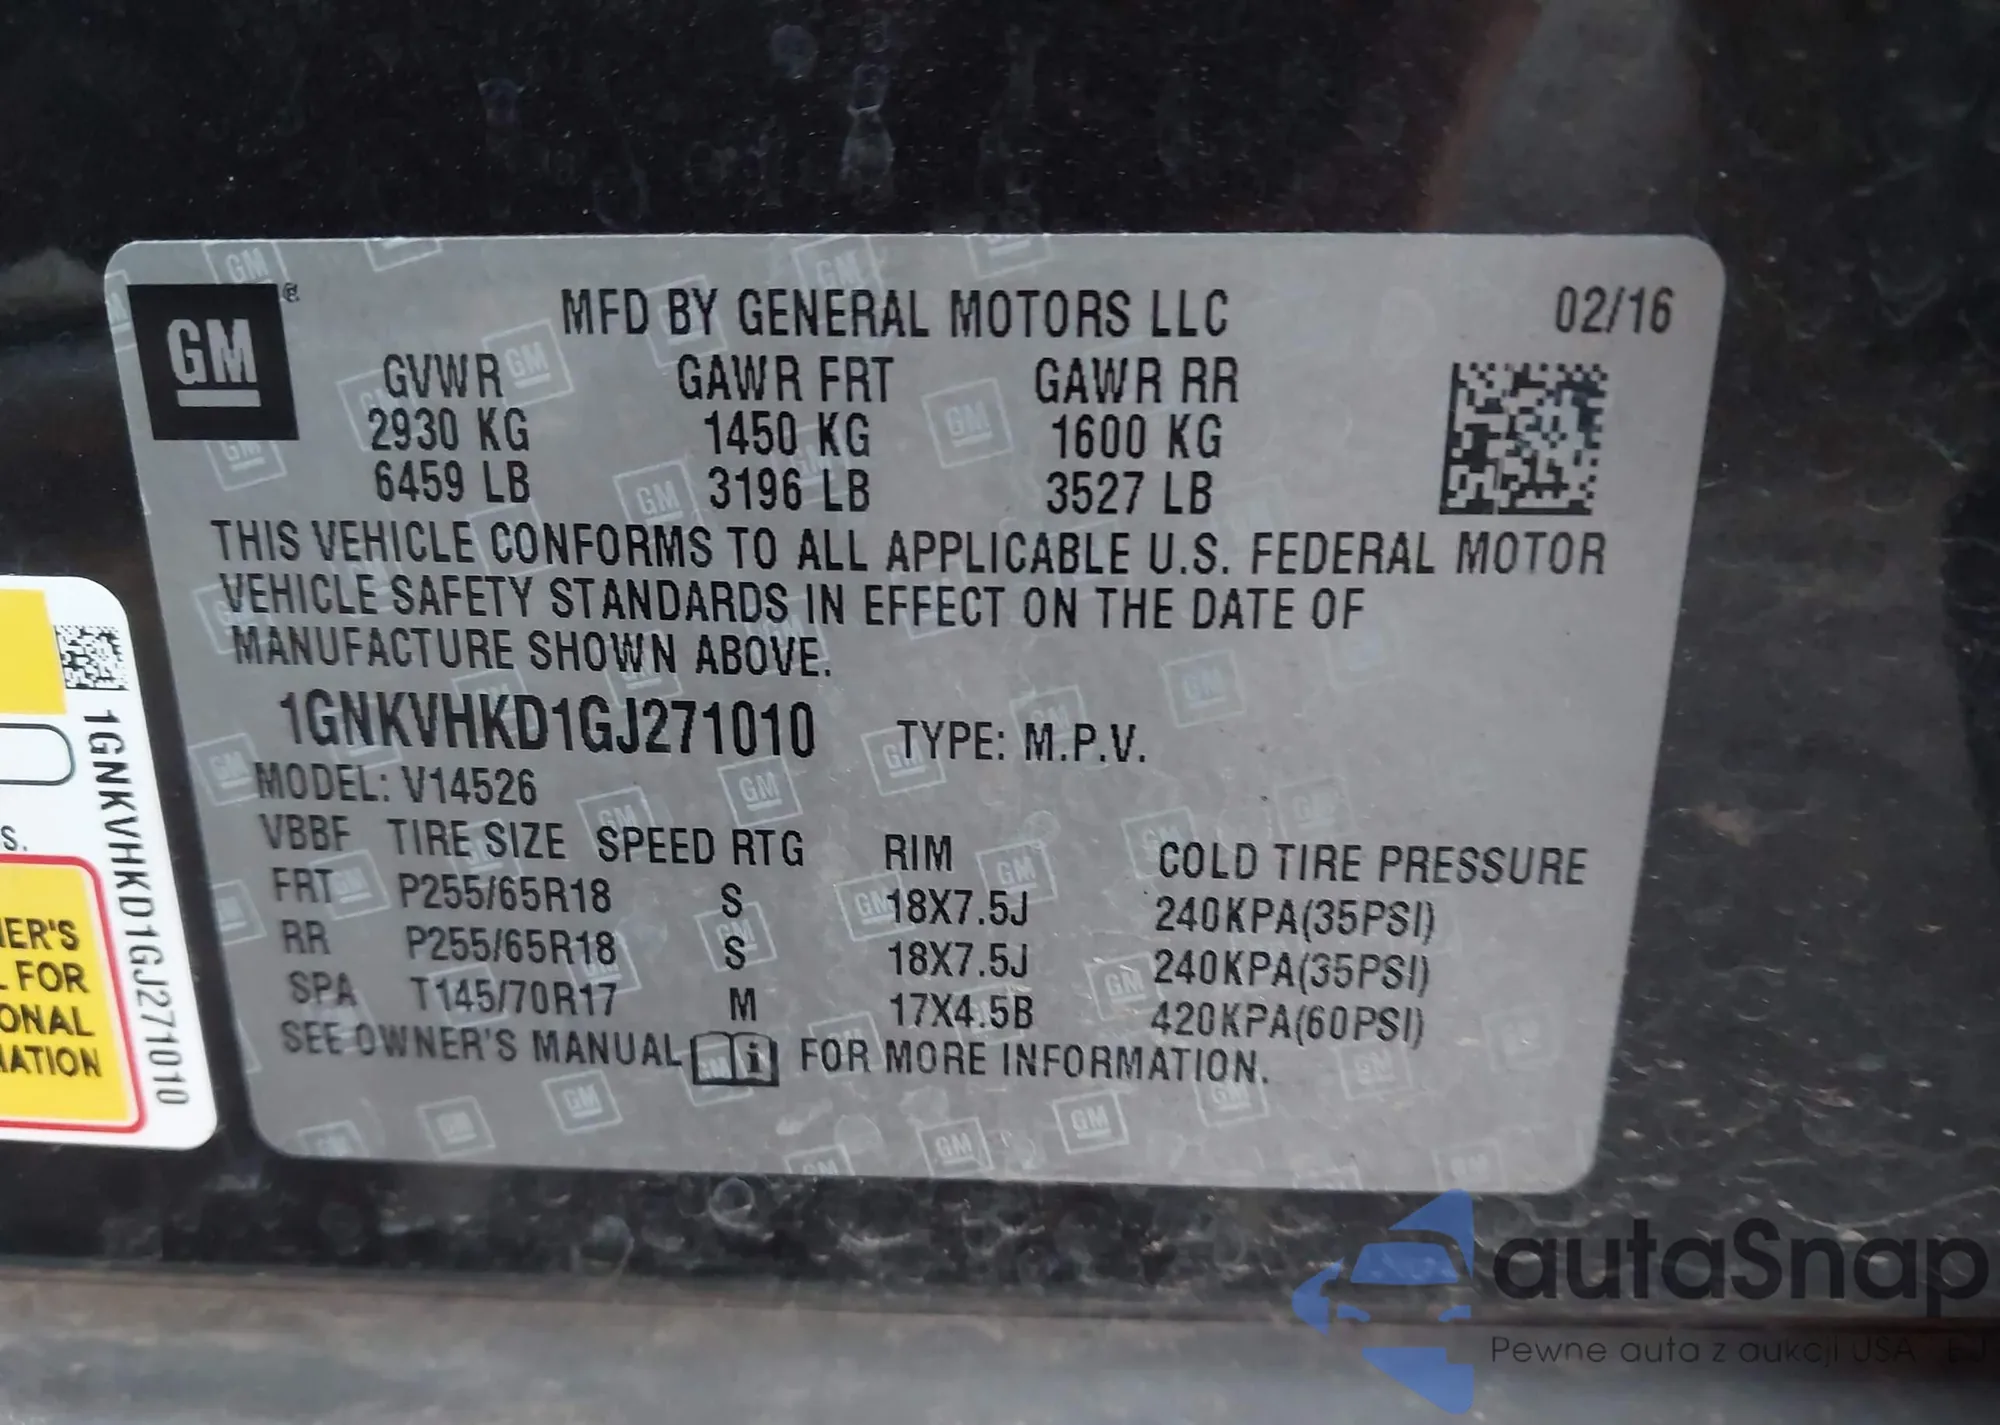 GM
MFD BY GENERAL MOTORS LLC 02/16
GVWR GAWR FRT GAWR RR
2930 KG 1450 KG 1600 KG
6459 LB 3196 LB 3527 LB
THIS VEHICLE CONFORMS TO ALL APPLICABLE U.S. FEDERAL MOTOR
VEHICLE SAFETY STANDARDS IN EFFECT ON THE DATE OF
MANUFACTURE SHOWN ABOVE.
1GNKVHKD1GJ271010 TYPE: M.P.V.
MODEL: V14526
VBBF TIRE SIZE SPEED RTG RIM COLD TIRE PRESSURE
FRT P255/65R18 S 18X7.5J 240KPA(35PSI)
RR P255/65R18 S 18X7.5J 240KPA(35PSI)
SPA T145/70R17 M 17X4.5B 420KPA(60PSI)
SEE OWNER'S MANUAL FOR MORE INFORMATION.
1GNKVHKD1GJ271010
FOR
autaSnap
Pewne auta z aukcji USA